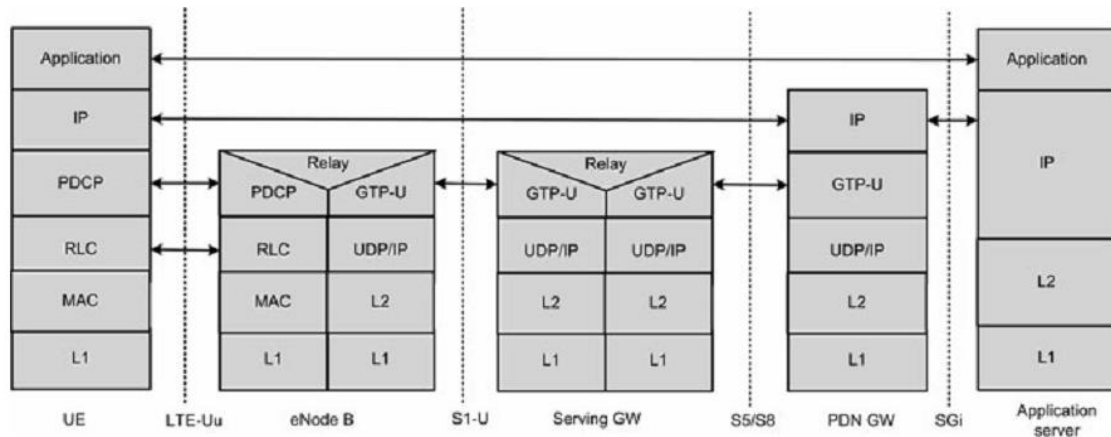 Application
Application
IP
IP
IP
Relay
Relay
PDCP
PDCP
GTP-U
GTP-U
GTP-U
GTP-U
RLC
RLC
UDP/IP
UDP/IP
UDP/IP
UDP/IP
L2
MAC
MAC
L2
L2
L2
L2
L1
L1
L1
L1
L1
L1
L1
UE
LTE-Uu
eNode B
S1-U
Serving GW
S5/S8
PDN GW
SGi
Application
server